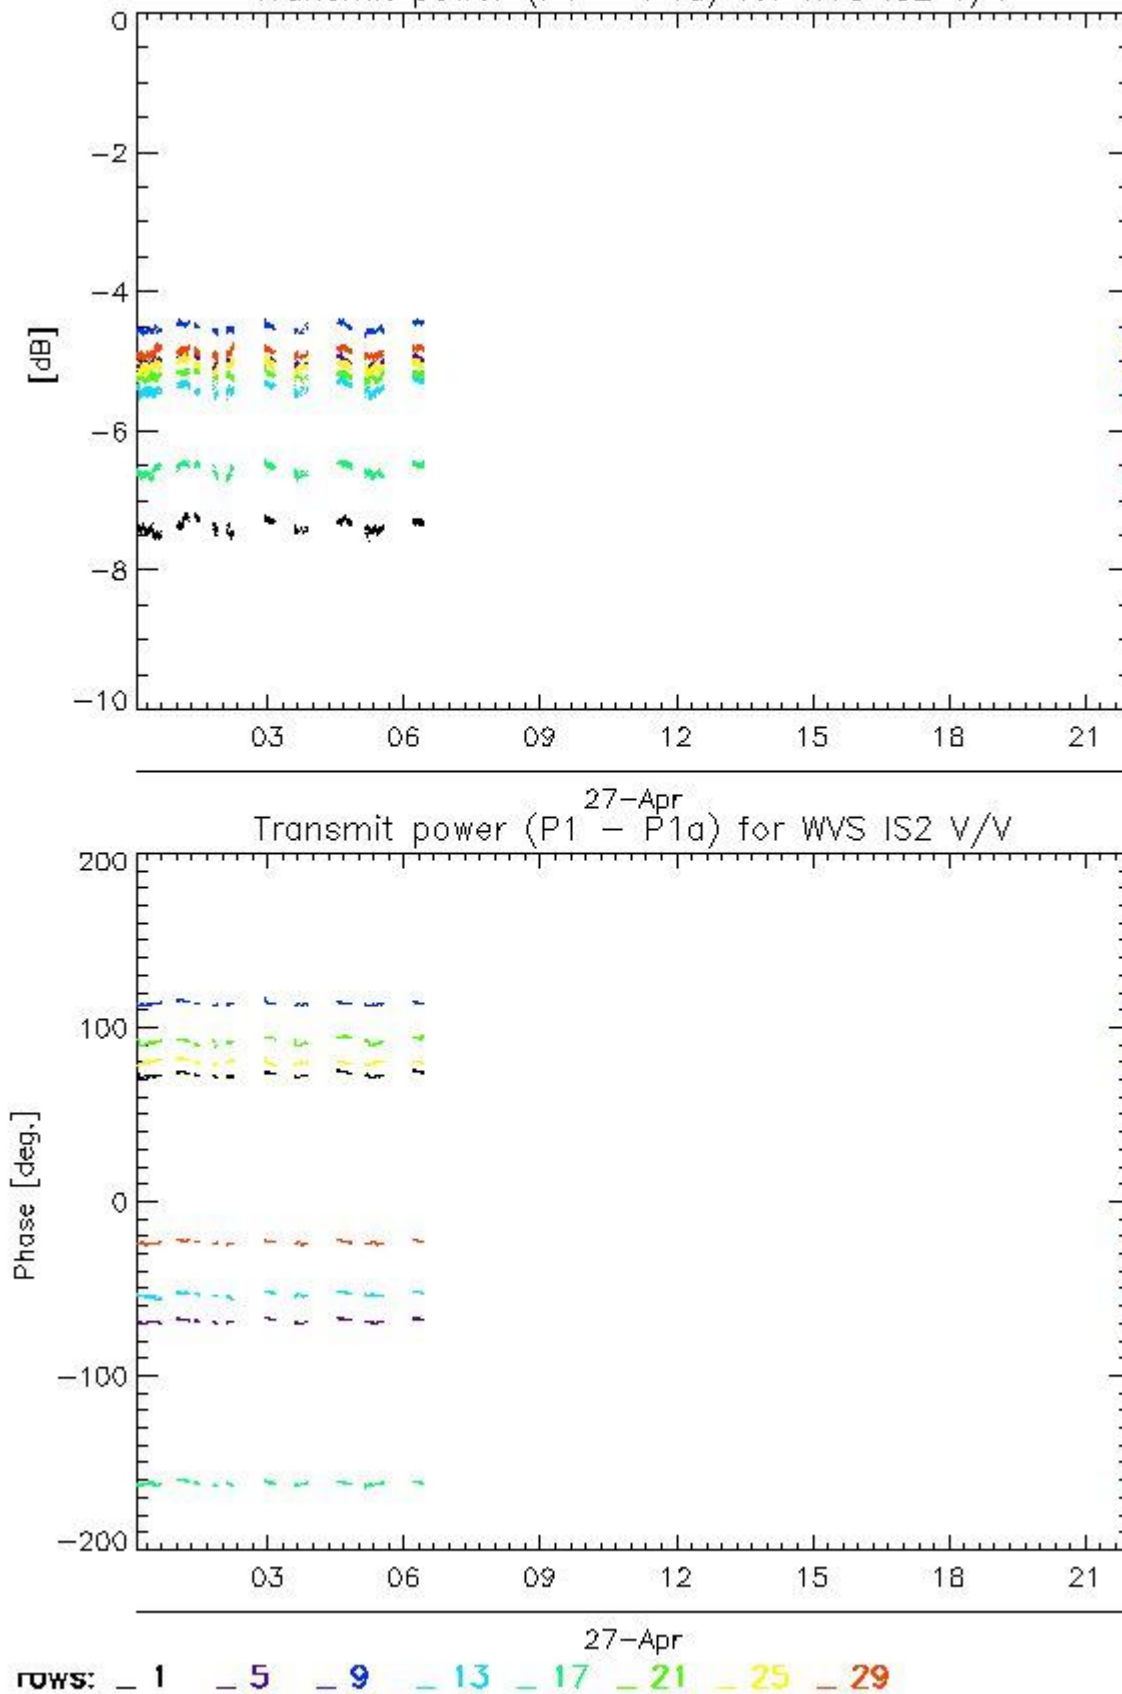 0
−2
−4
[dB]
−6
−8
−10
03 06 09 12 15 18 21
27−Apr
Transmit power (P1 − P1a) for WVS IS2 V/V
200
100
0
Phase [deg.]
−100
−200
03 06 09 12 15 18 21
27−Apr
rows: _ 1 _ 5 _ 9 _ 13 _ 17 _ 21 _ 25 _ 29